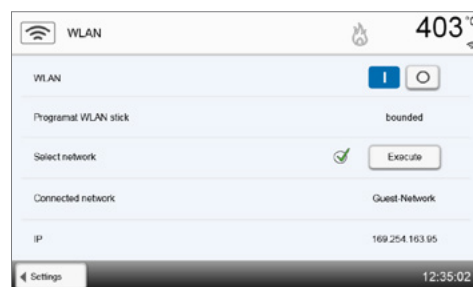 WLAN
403 °C
WLAN I O
Programat WLAN stick bounded
Select network Execute
Connected network Guest-Network
IP 169.254.163.95
Settings 12:35:02